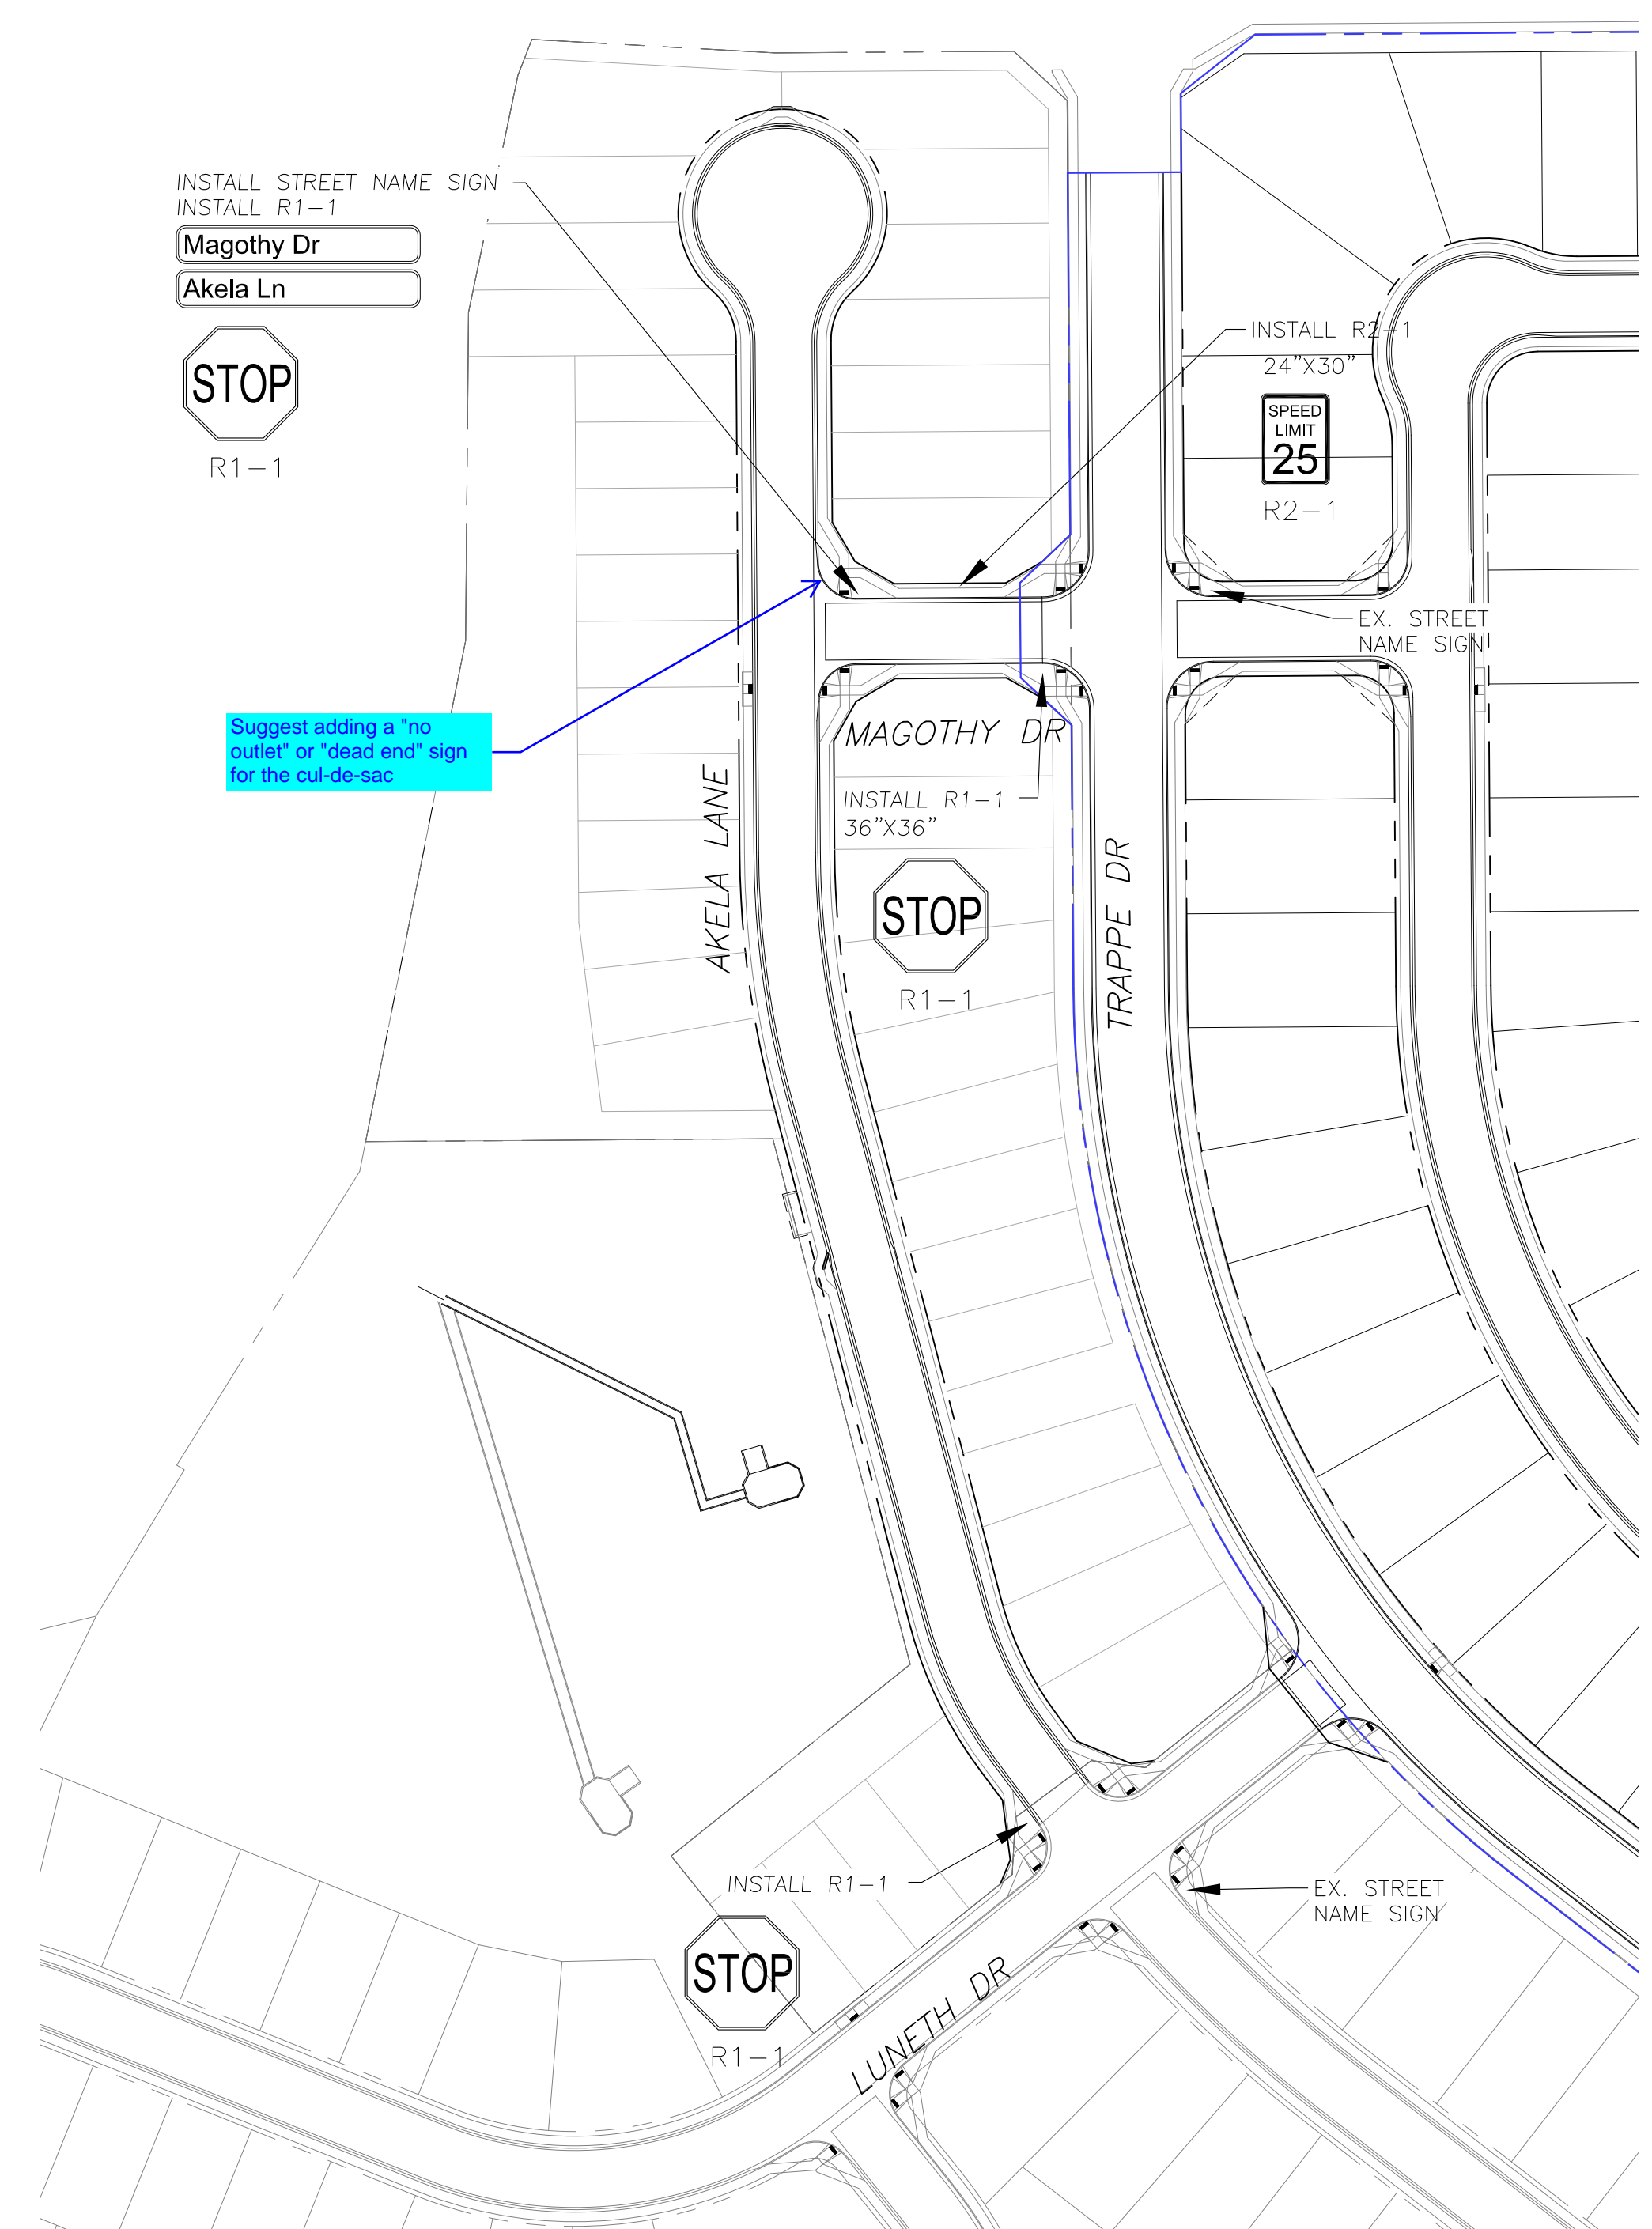 INSTALL STREET NAME SIGN
INSTALL R1-1
Magothy Dr
Akela Ln
STOP
R1-1
INSTALL R2-1
24"X30"
SPEED
LIMIT
25
R2-1
EX. STREET
NAME SIGN
Suggest adding a "no
outlet" or "dead end" sign
for the cul-de-sac
MAGOTHY DR
INSTALL R1-1
36"X36"
STOP
R1-1
AKELA LANE
TRAPPE DR
INSTALL R1-1
STOP
R1-1
EX. STREET
NAME SIGN
LUNETH DR